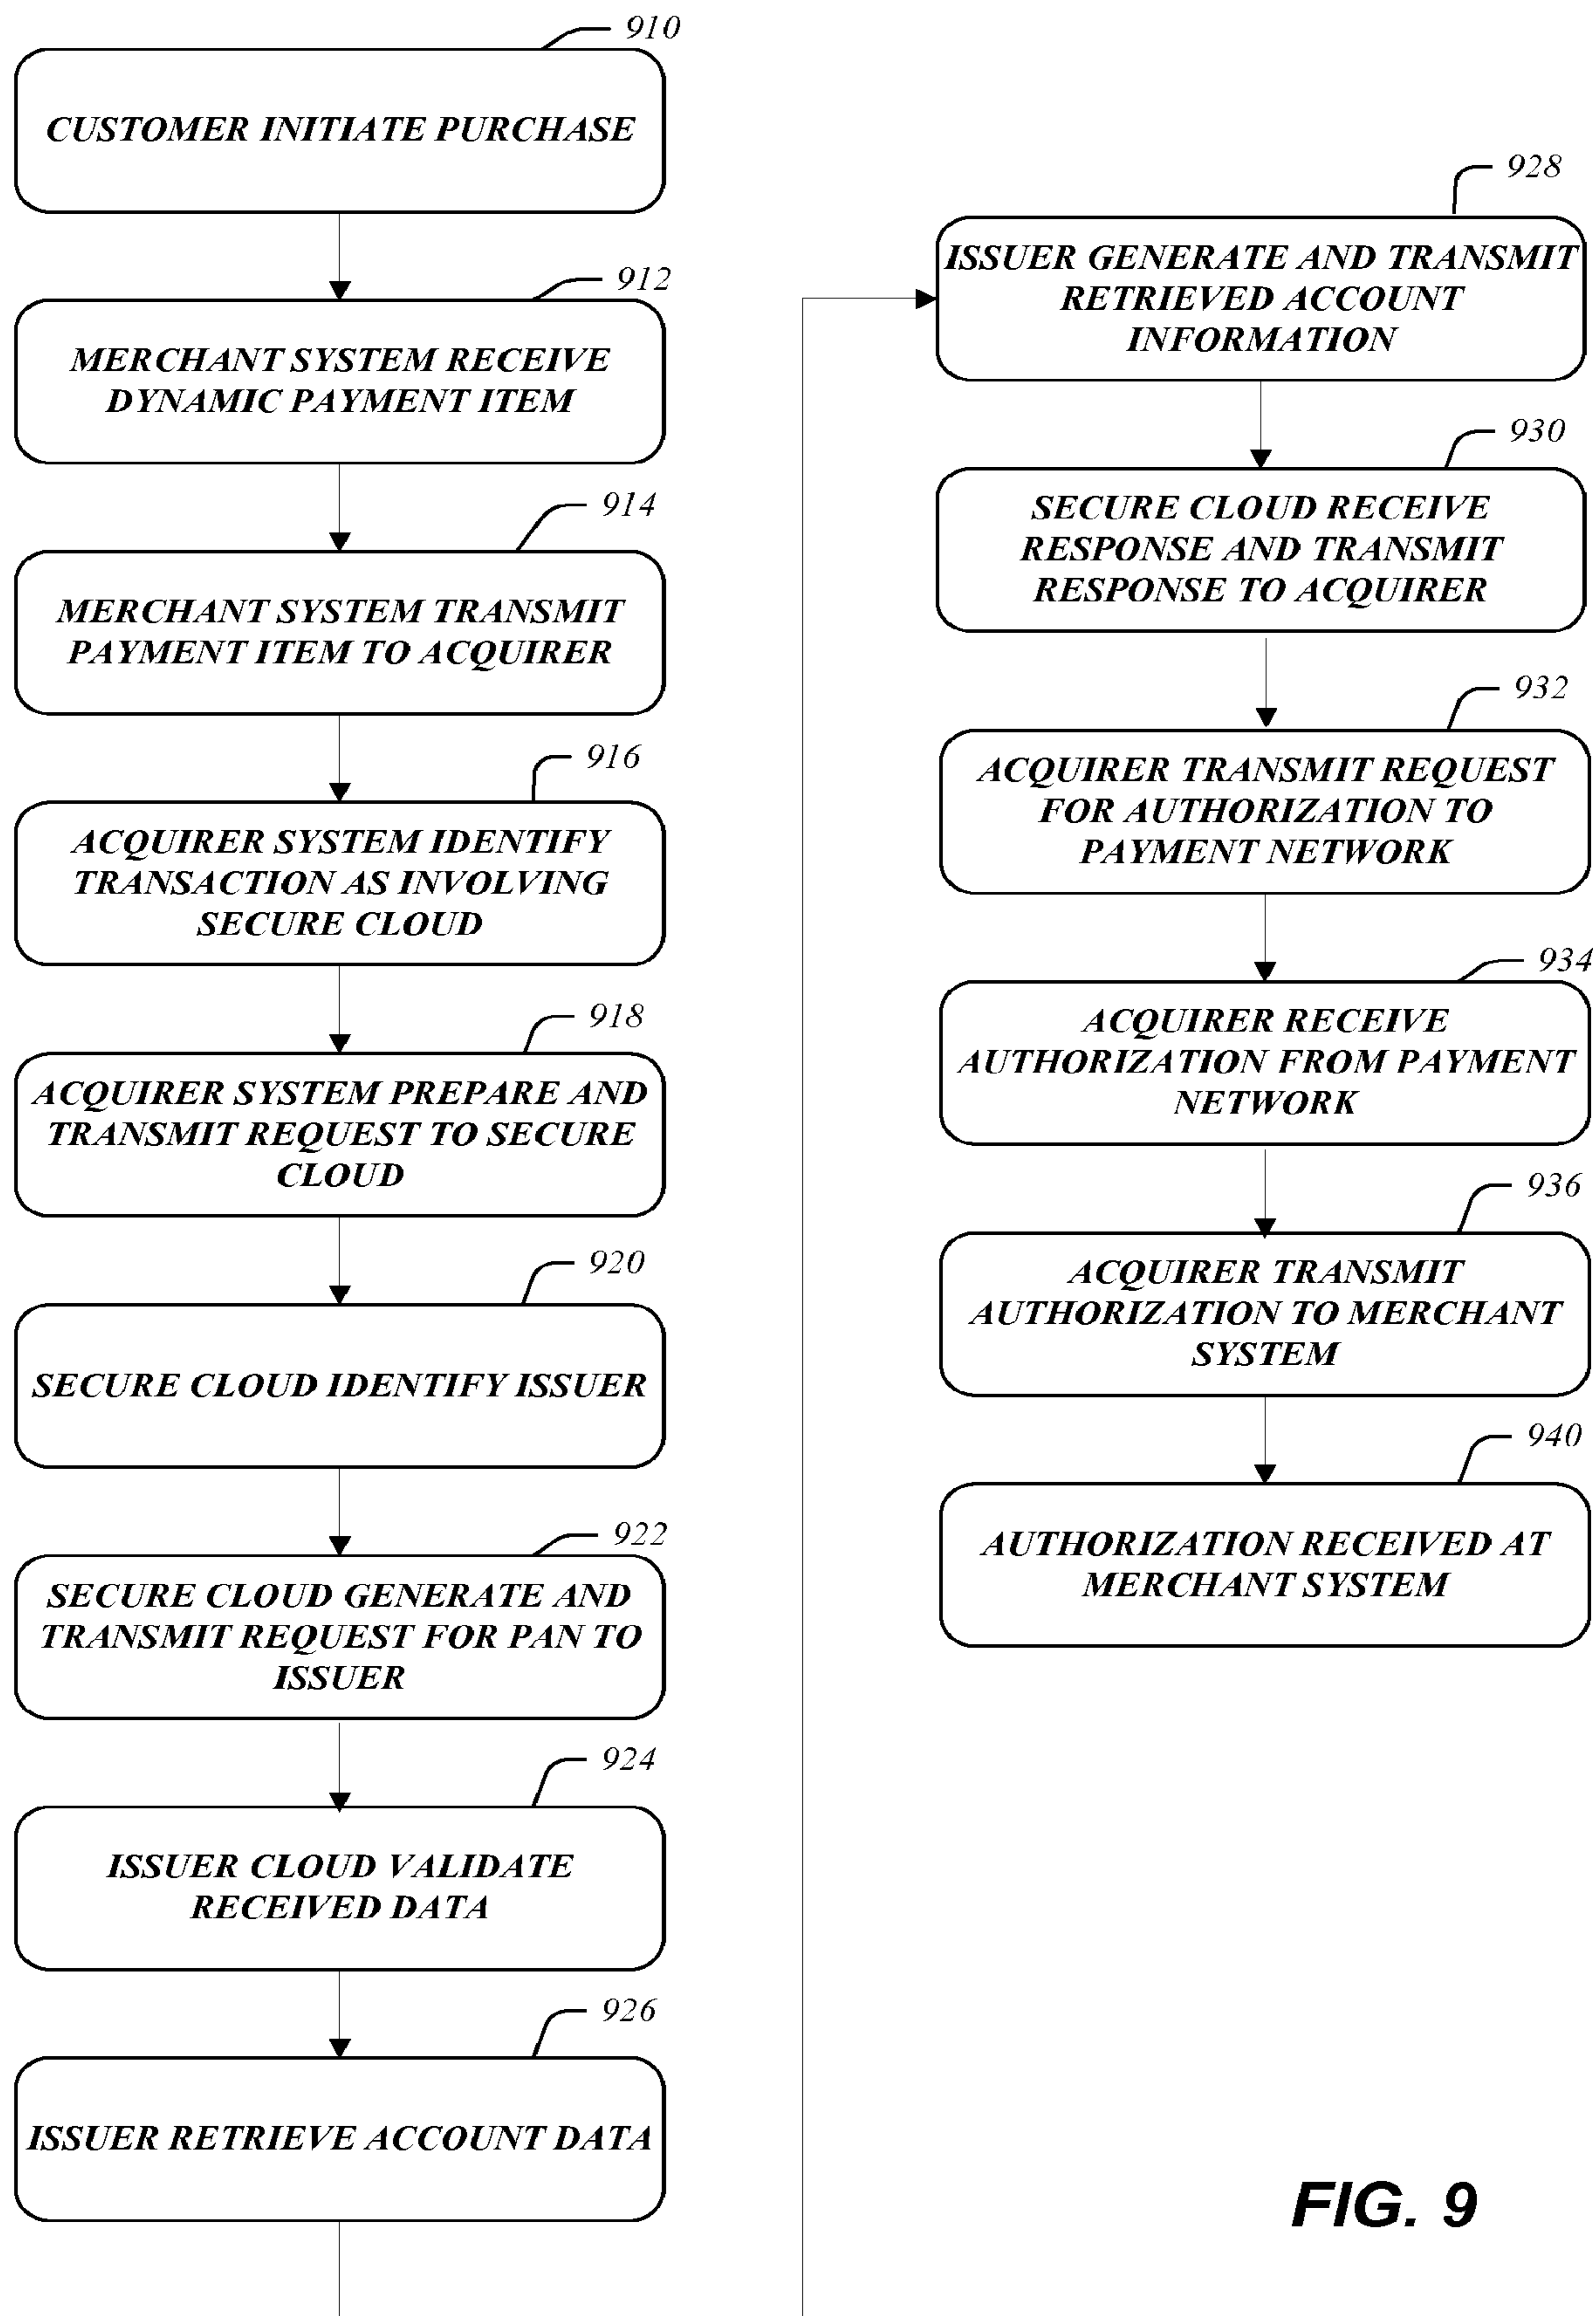 910
CUSTOMER INITIATE PURCHASE
912
MERCHANT SYSTEM RECEIVE
DYNAMIC PAYMENT ITEM
914
MERCHANT SYSTEM TRANSMIT
PAYMENT ITEM TO ACQUIRER
916
ACQUIRER SYSTEM IDENTIFY
TRANSACTION AS INVOLVING
SECURE CLOUD
918
ACQUIRER SYSTEM PREPARE AND
TRANSMIT REQUEST TO SECURE
CLOUD
920
SECURE CLOUD IDENTIFY ISSUER
922
SECURE CLOUD GENERATE AND
TRANSMIT REQUEST FOR PAN TO
ISSUER
924
ISSUER CLOUD VALIDATE
RECEIVED DATA
926
ISSUER RETRIEVE ACCOUNT DATA
928
ISSUER GENERATE AND TRANSMIT
RETRIEVED ACCOUNT
INFORMATION
930
SECURE CLOUD RECEIVE
RESPONSE AND TRANSMIT
RESPONSE TO ACQUIRER
932
ACQUIRER TRANSMIT REQUEST
FOR AUTHORIZATION TO
PAYMENT NETWORK
934
ACQUIRER RECEIVE
AUTHORIZATION FROM PAYMENT
NETWORK
936
ACQUIRER TRANSMIT
AUTHORIZATION TO MERCHANT
SYSTEM
940
AUTHORIZATION RECEIVED AT
MERCHANT SYSTEM
FIG. 9